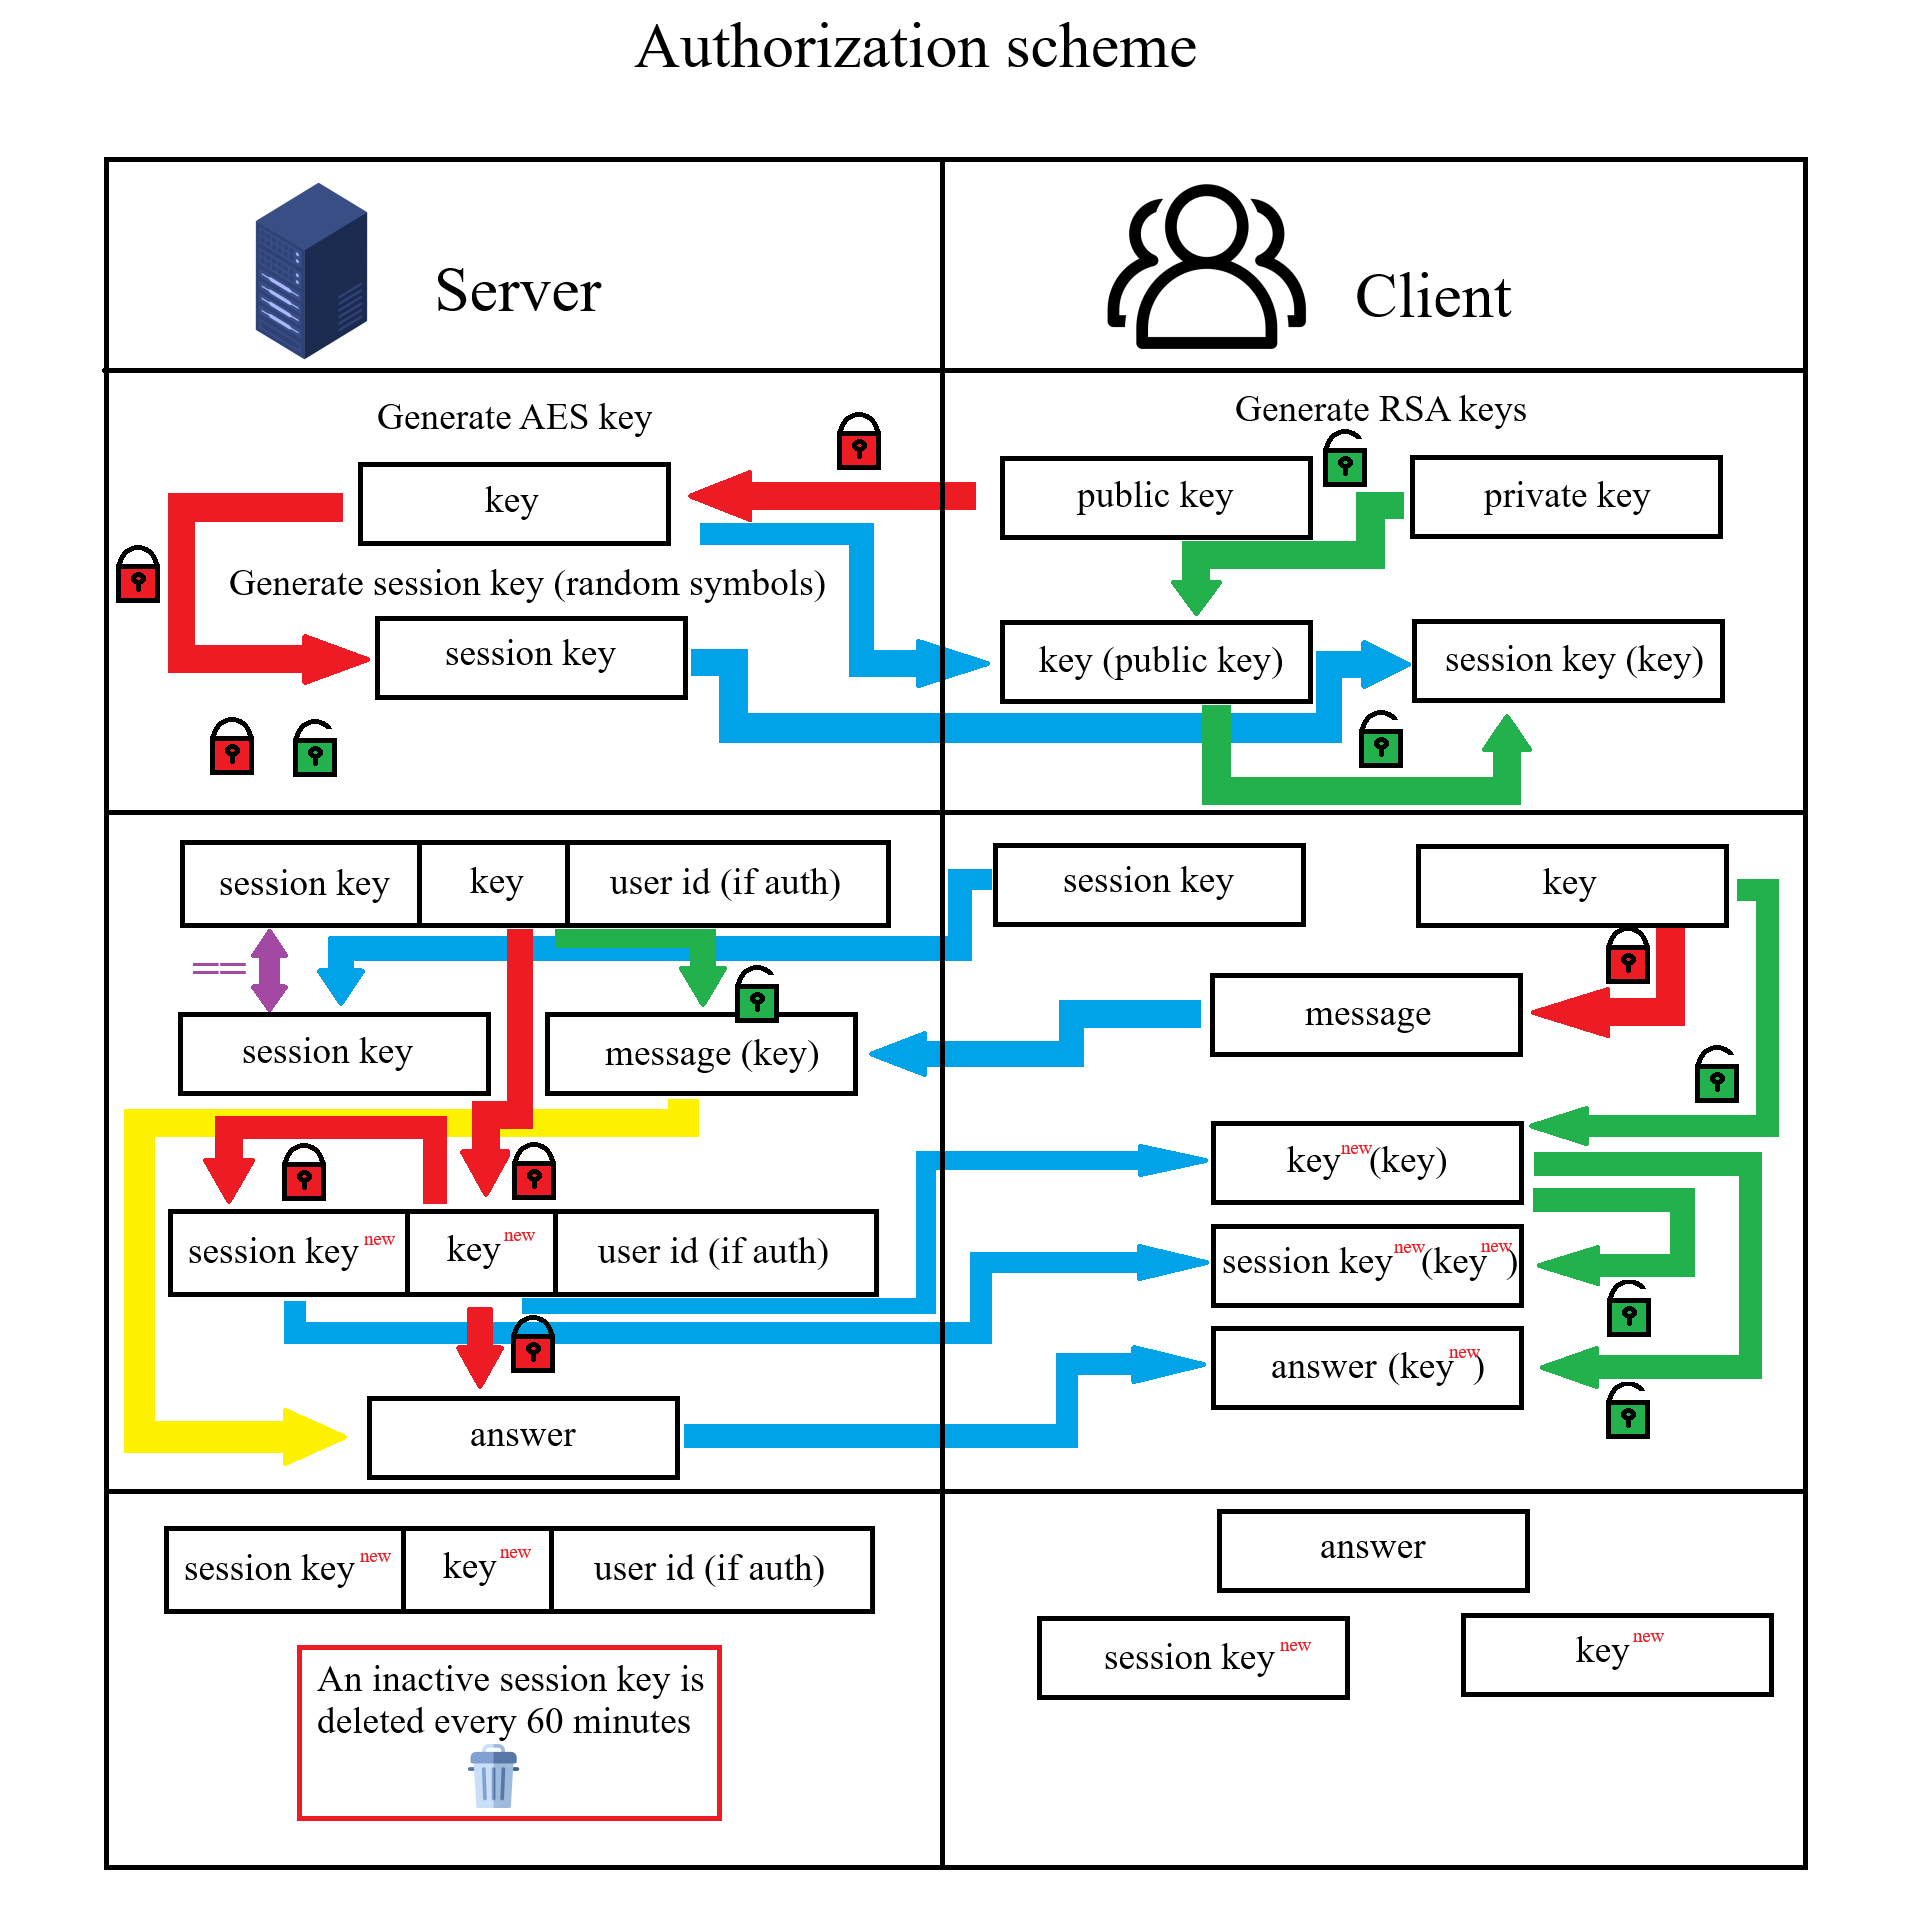 Authorization scheme
Server
Client
Generate AES key
Generate RSA keys
key
public key
private key
Generate session key (random symbols)
session key
key (public key)
session key (key)
session key
key
user id (if auth)
session key
key
==
session key
message (key)
message
key new (key)
session key new
key new
user id (if auth)
session key new (key new)
answer (key new)
answer
session key new
key new
user id (if auth)
answer
session key new
key new
An inactive session key is
deleted every 60 minutes